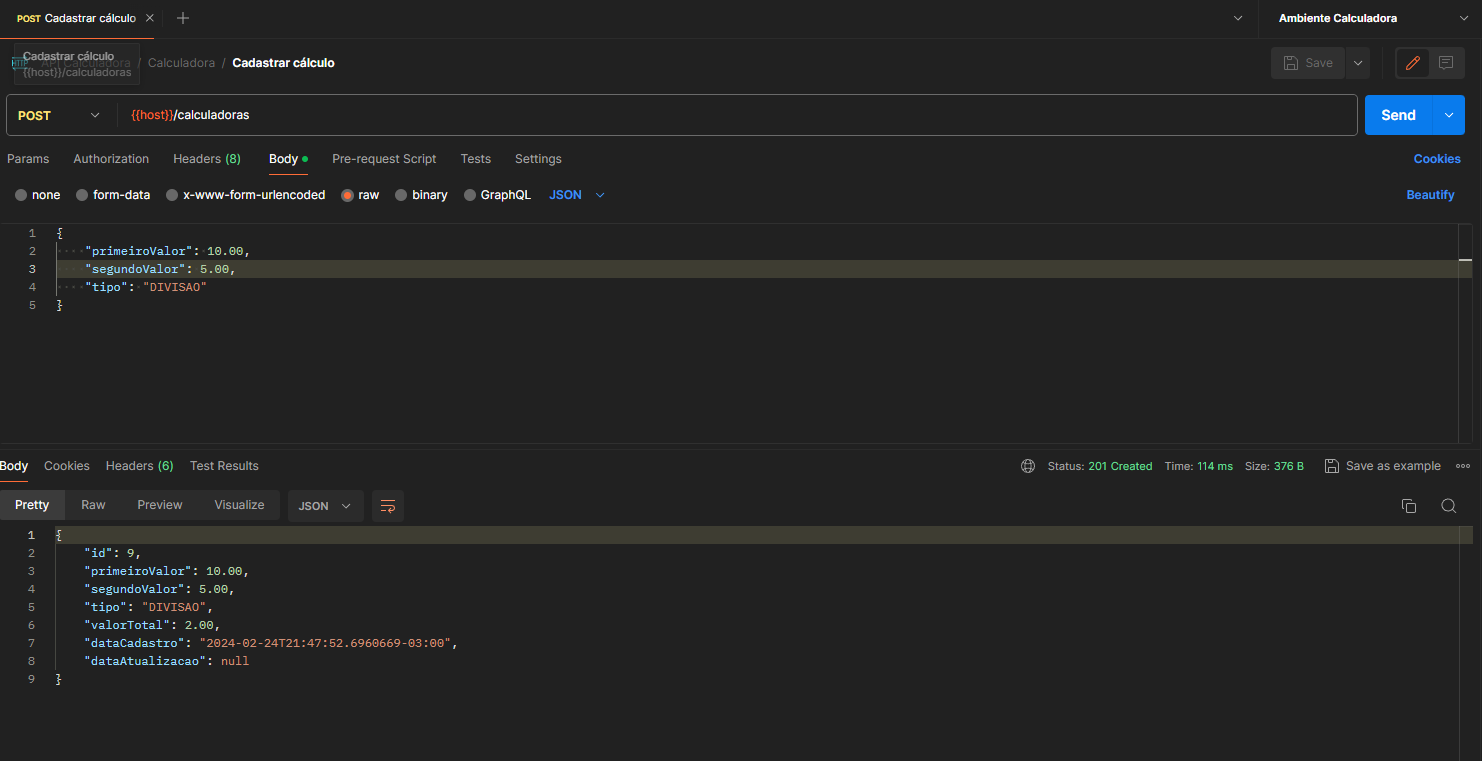 POST Cadastrar cálculo
Ambiente Calculadora
Cadastrar cálculo
{{host}}/calculadoras
HTTP API Calculadora / Calculadora / Cadastrar cálculo
Save
POST {{host}}/calculadoras
Send
Params Authorization Headers (8) Body Pre-request Script Tests Settings
Cookies
none form-data x-www-form-urlencoded raw binary GraphQL JSON
Beautify
1 {
2 ····"primeiroValor":·10.00,
3 ····"segundoValor": 5.00,
4 ····"tipo":·"DIVISAO"
5 }
Body Cookies Headers (6) Test Results
Status: 201 Created Time: 114 ms Size: 376 B Save as example
Pretty Raw Preview Visualize JSON
1 {
2 "id": 9,
3 "primeiroValor": 10.00,
4 "segundoValor": 5.00,
5 "tipo": "DIVISAO",
6 "valorTotal": 2.00,
7 "dataCadastro": "2024-02-24T21:47:52.6960669-03:00",
8 "dataAtualizacao": null
9 }